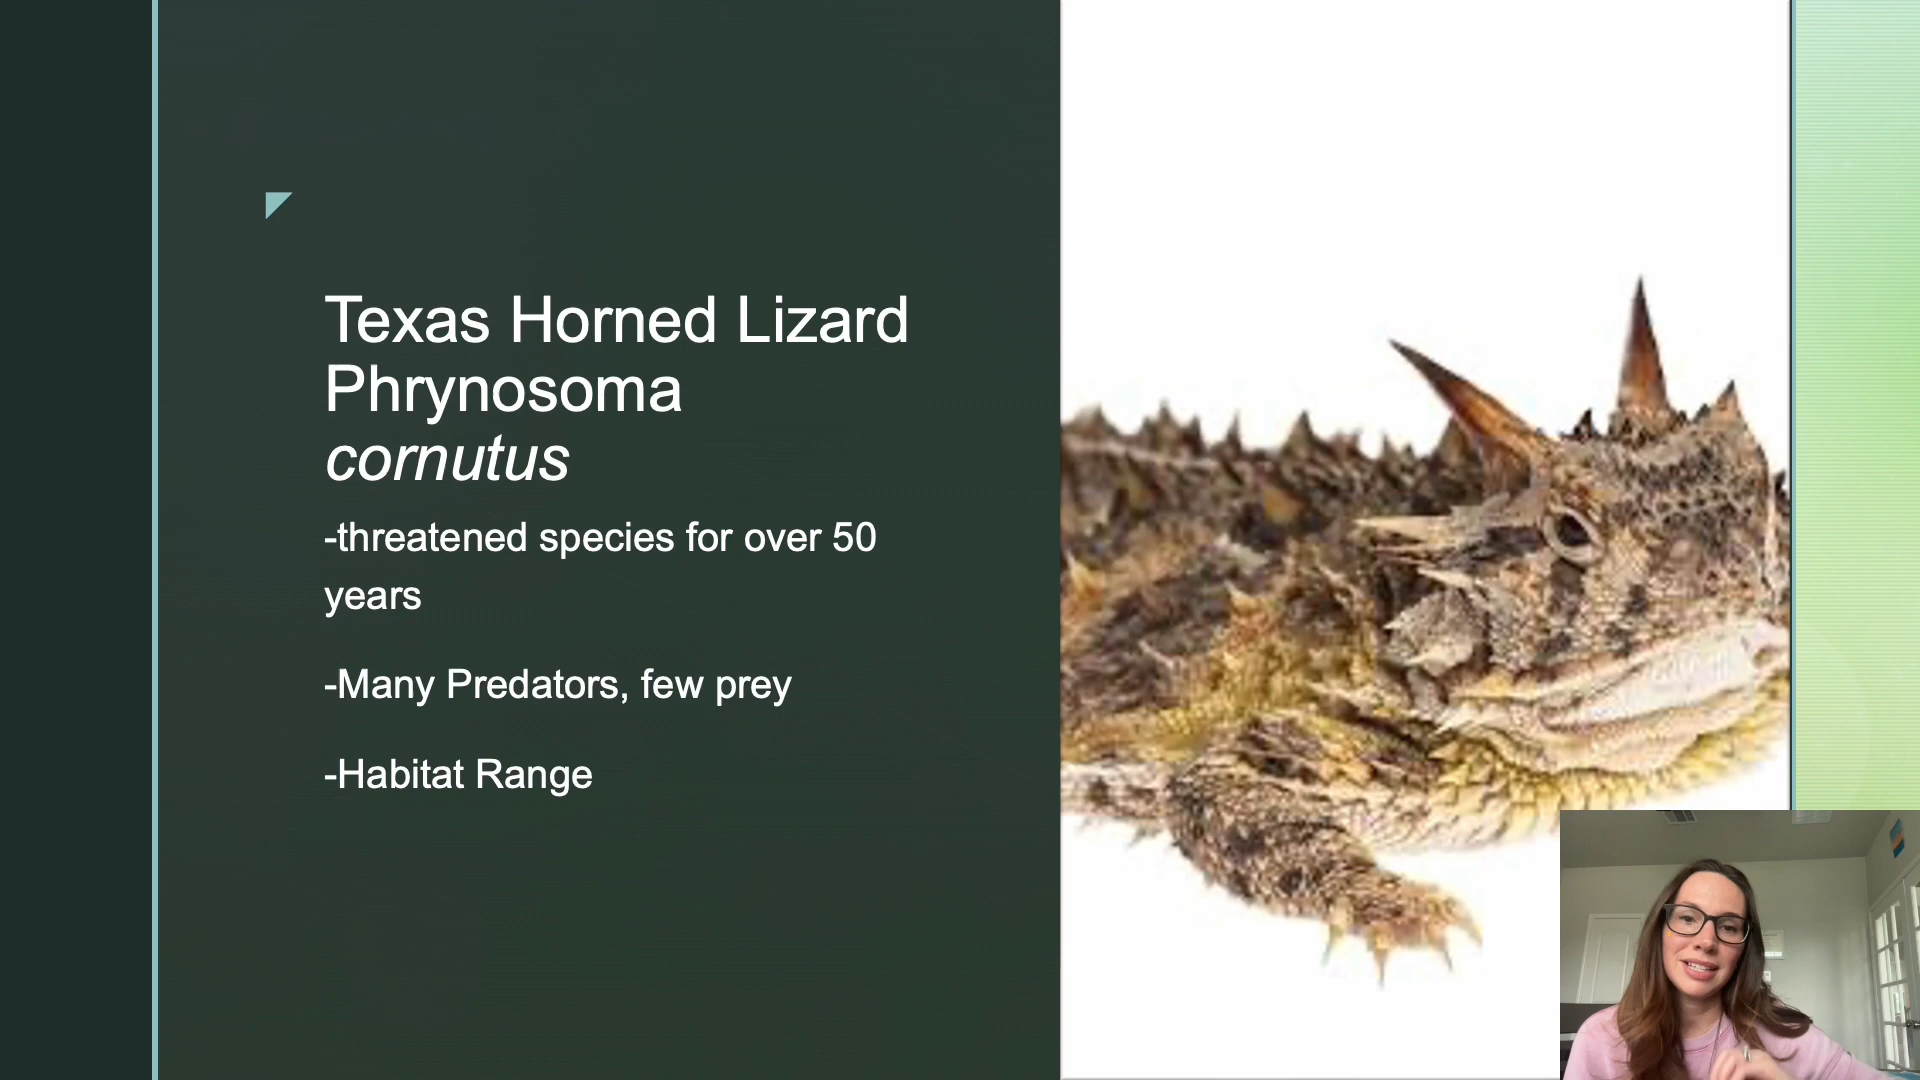 Texas Horned Lizard
Phrynosoma
cornutus
-threatened species for over 50
years
-Many Predators, few prey
-Habitat Range